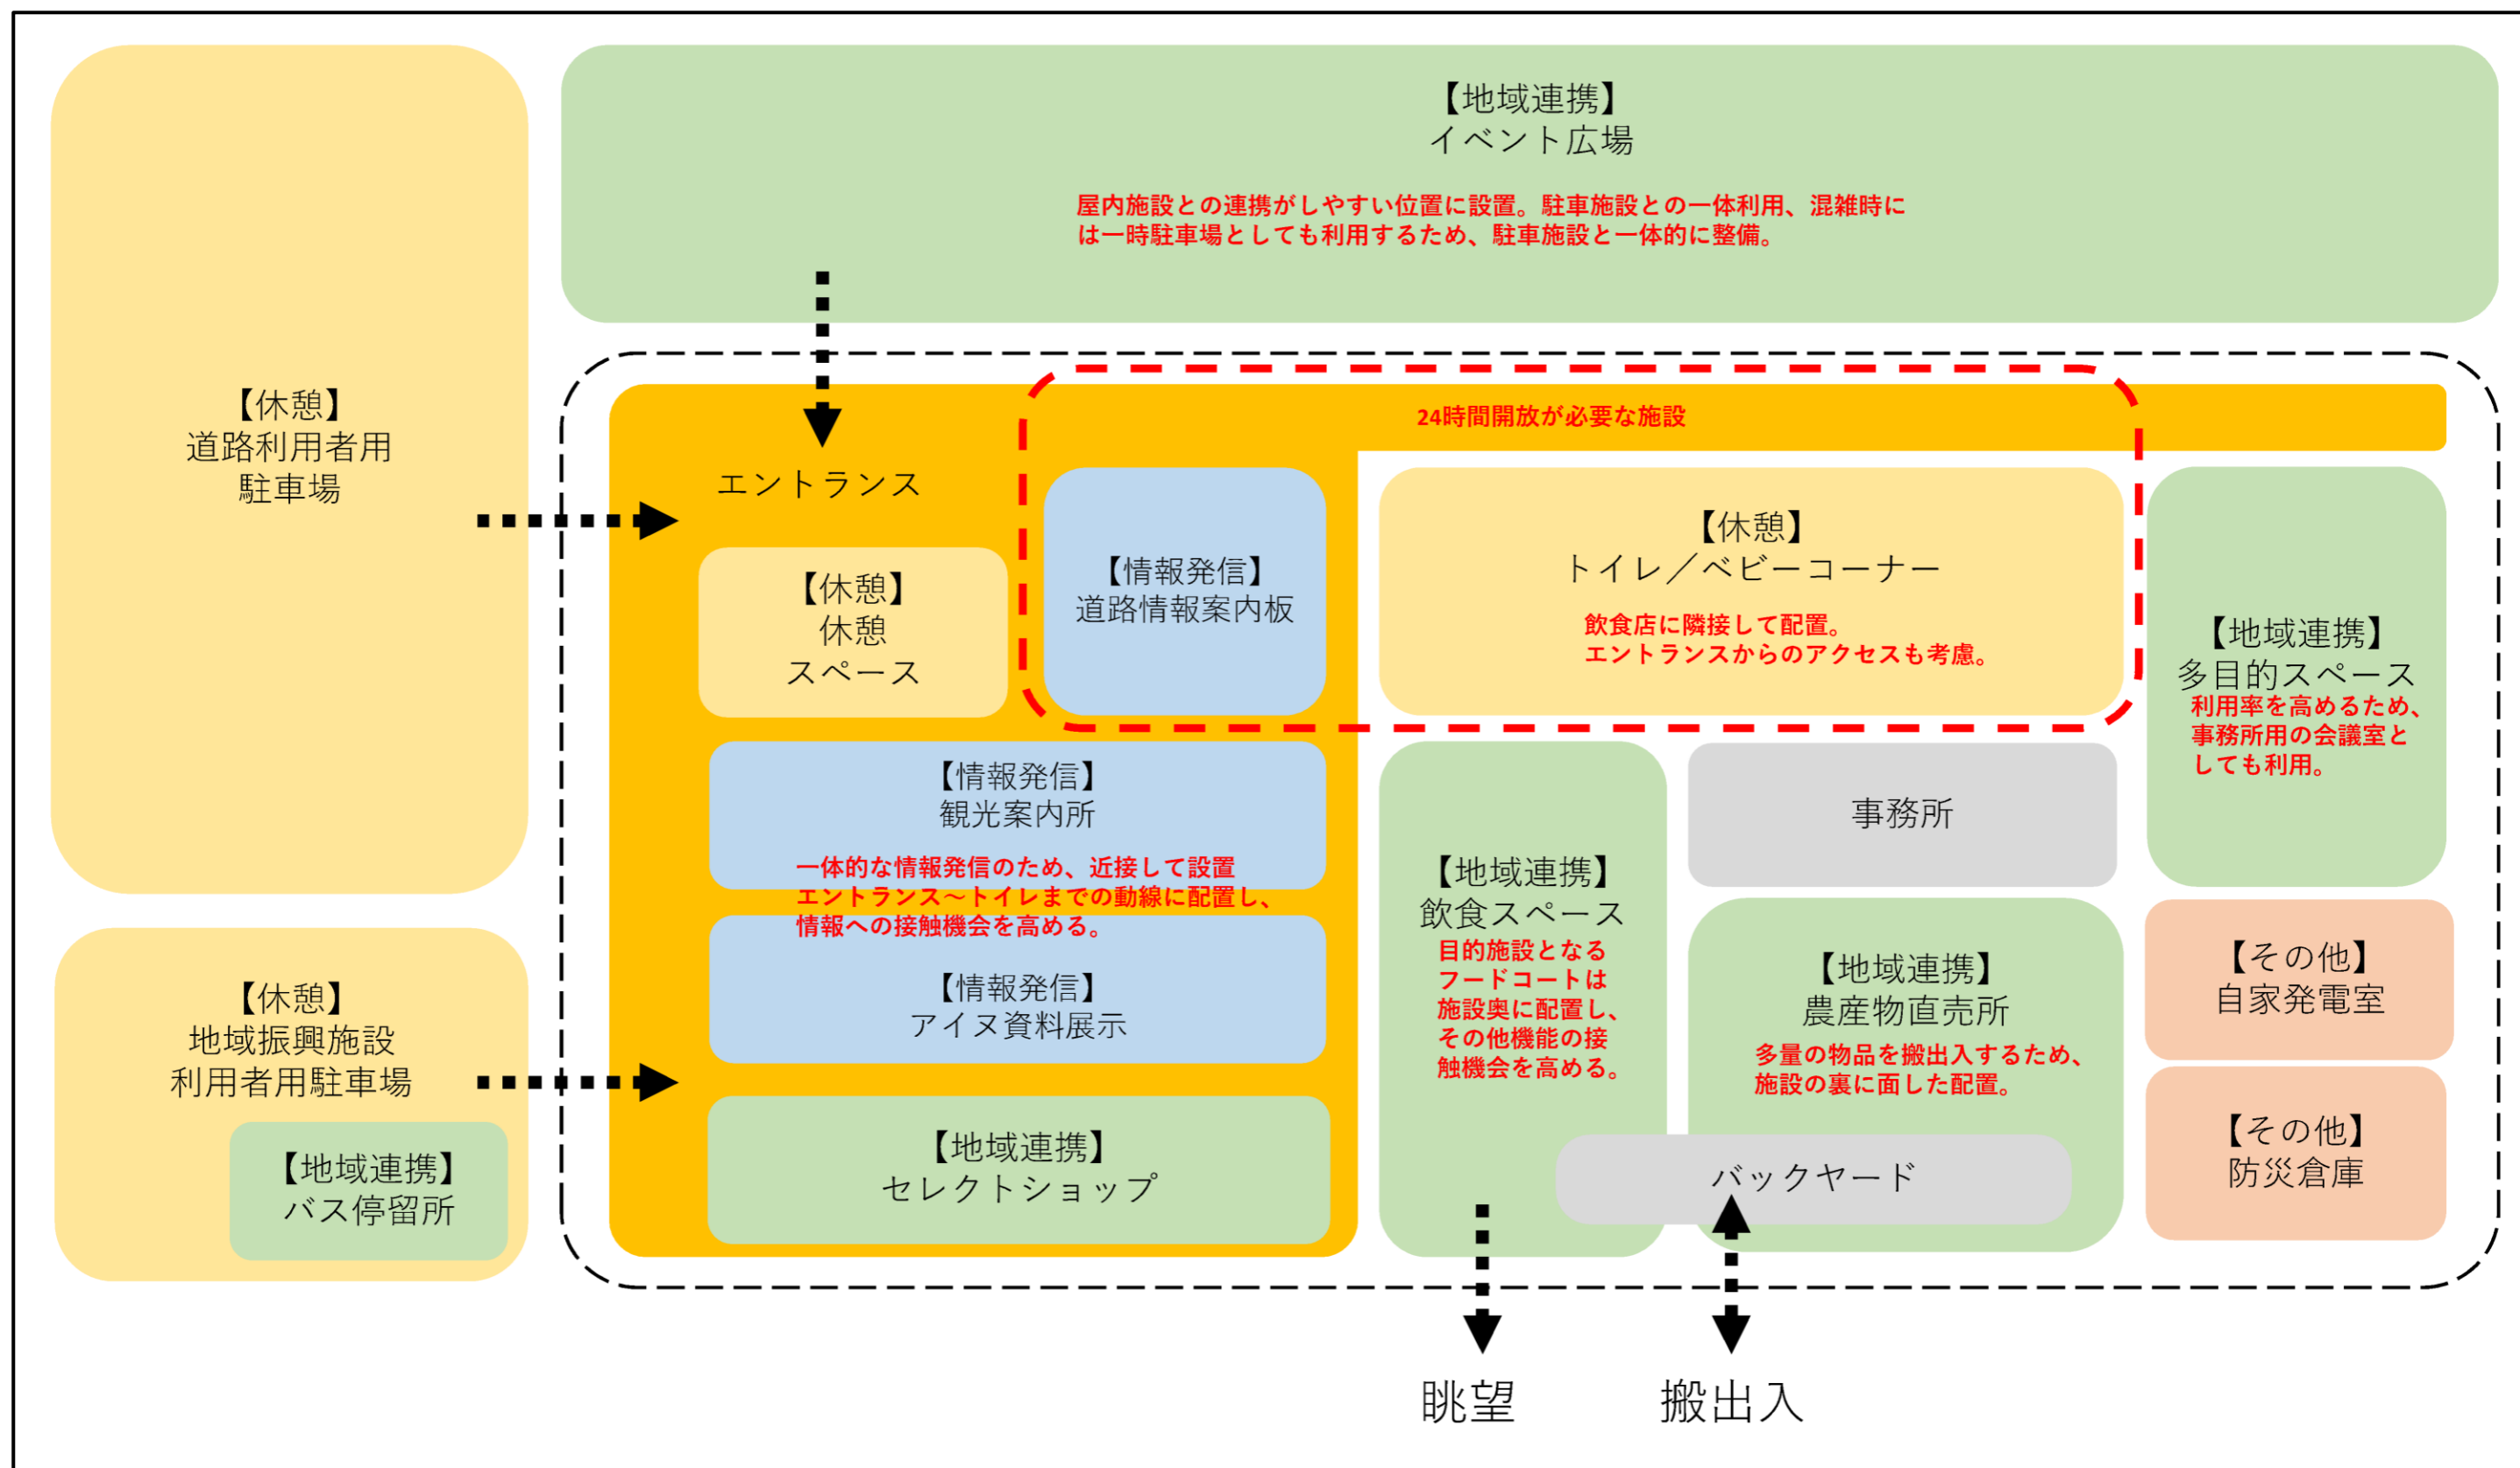 【地域連携】
イベント広場
屋内施設との連携がしやすい位置に設置。駐車施設との一体利用、混雑時に
は一時駐車場としても利用するため、駐車施設と一体的に整備。
【休憩】
道路利用者用
駐車場
24時間開放が必要な施設
エントランス
【休憩】
休憩
スペース
【情報発信】
道路情報案内板
【休憩】
トイレ／ベビーコーナー
飲食店に隣接して配置。
エントランスからのアクセスも考慮。
【地域連携】
多目的スペース
利用率を高めるため、
事務所用の会議室と
しても利用。
【情報発信】
観光案内所
一体的な情報発信のため、近接して設置
エントランス～トイレまでの動線に配置し、
情報への接触機会を高める。
【情報発信】
アイヌ資料展示
事務所
【地域連携】
飲食スペース
目的施設となる
フードコートは
施設奥に配置し、
その他機能の接
触機会を高める。
【地域連携】
農産物直売所
多量の物品を搬出入するため、
施設の裏に面した配置。
【その他】
自家発電室
【休憩】
地域振興施設
利用者用駐車場
【地域連携】
バス停留所
【地域連携】
セレクトショップ
バックヤード
【その他】
防災倉庫
眺望
搬出入